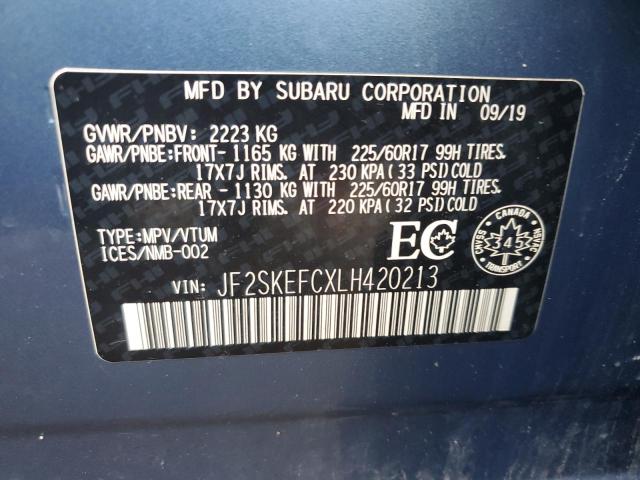 MFD BY SUBARU CORPORATION
MFD IN 09/19
GVWR/PNBV: 2223 KG
GAWR/PNBE:FRONT- 1165 KG WITH 225/60R17 99H TIRES.
17X7J RIMS. AT 230 KPA (33 PSI) COLD
GAWR/PNBE:REAR - 1130 KG WITH 225/60R17 99H TIRES.
17X7J RIMS. AT 220 KPA (32 PSI) COLD
TYPE:MPV/VTUM
ICES/NMB-002
EC
CANADA
CMVSS 345 NSVAC
TRANSPORT
VIN: JF2SKEFCXLH420213